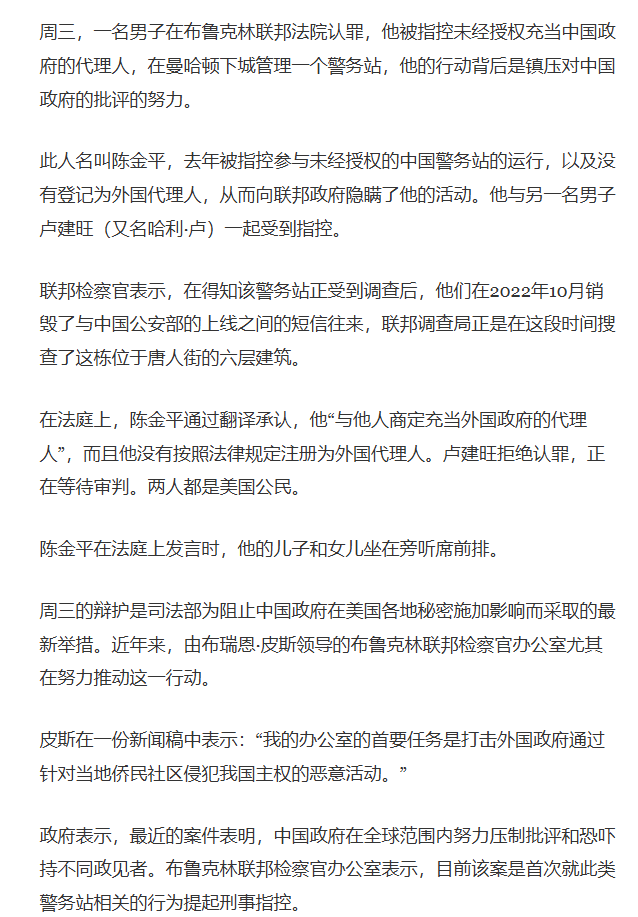 周三，一名男子在布鲁克林联邦法院认罪，他被指控未经授权充当中国政
府的代理人，在曼哈顿下城管理一个警务站，他的行动背后是镇压对中国
政府的批评的努力。
此人名叫陈金平，去年被指控参与未经授权的中国警务站的运行，以及没
有登记为外国代理人，从而向联邦政府隐瞒了他的活动。他与另一名男子
卢建旺（又名哈利·卢）一起受到指控。
联邦检察官表示，在得知该警务站正受到调查后，他们在2022年10月销
毁了与中国公安部的上线之间的短信往来，联邦调查局正是在这段时间搜
查了这栋位于唐人街的六层建筑。
在法庭上，陈金平通过翻译承认，他“与他人商定充当外国政府的代理
人”，而且他没有按照法律规定注册为外国代理人。卢建旺拒绝认罪，正
在等待审判。两人都是美国公民。
陈金平在法庭上发言时，他的儿子和女儿坐在旁听席前排。
周三的辩护是司法部为阻止中国政府在美国各地秘密施加影响而采取的最
新举措。近年来，由布瑞恩·皮斯领导的布鲁克林联邦检察官办公室尤其
在努力推动这一行动。
皮斯在一份新闻稿中表示：“我的办公室的首要任务是打击外国政府通过
针对当地侨民社区侵犯我国主权的恶意活动。”
政府表示，最近的案件表明，中国政府在全球范围内努力压制批评和恐吓
持不同政见者。布鲁克林联邦检察官办公室表示，目前该案是首次就此类
警务站相关的行为提起刑事指控。